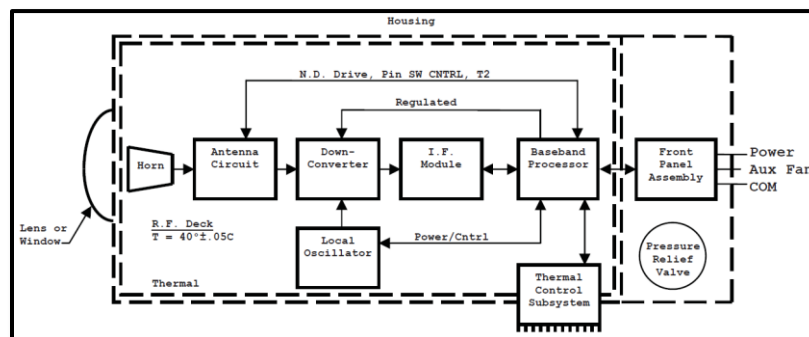 Housing
N.D. Drive, Pin SW CNTRL, T2
Regulated
Horn
Antenna
Circuit
Down-
Converter
I.F.
Module
Baseband
Processor
Front
Panel
Assembly
Power
Aux Fan
COM
Lens or
Window
R.F. Deck
T = 40°±.05C
Local
Oscillator
Power/Cntrl
Pressure
Relief
Valve
Thermal
Thermal
Control
Subsystem